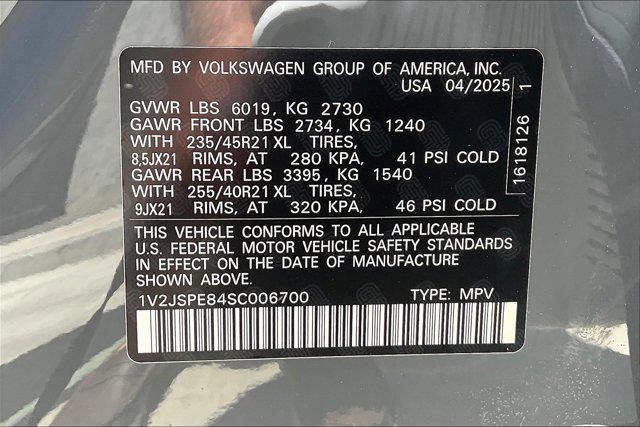 MFD BY VOLKSWAGEN GROUP OF AMERICA, INC.
USA 04/2025
GVWR LBS 6019, KG 2730
GAWR FRONT LBS 2734, KG 1240
WITH 235/45R21 XL TIRES,
8,5JX21 RIMS, AT 280 KPA, 41 PSI COLD
GAWR REAR LBS 3395, KG 1540
WITH 255/40R21 XL TIRES,
9JX21 RIMS, AT 320 KPA, 46 PSI COLD
THIS VEHICLE CONFORMS TO ALL APPLICABLE
U.S. FEDERAL MOTOR VEHICLE SAFETY STANDARDS
IN EFFECT ON THE DATE OF MANUFACTURE
SHOWN ABOVE.
1V2JSPE84SC006700 TYPE: MPV
1618126 1